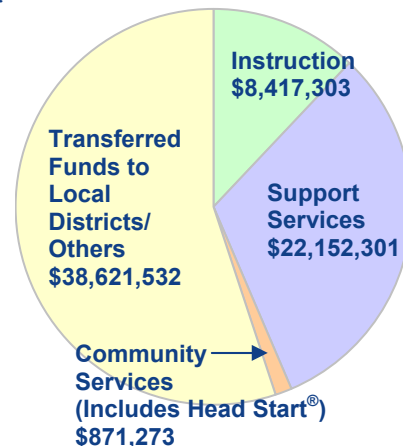 Instruction
$8,417,303
Transferred
Funds to
Local
Districts/
Others
$38,621,532
Support
Services
$22,152,301
Community
Services
(Includes Head Start®)
$871,273